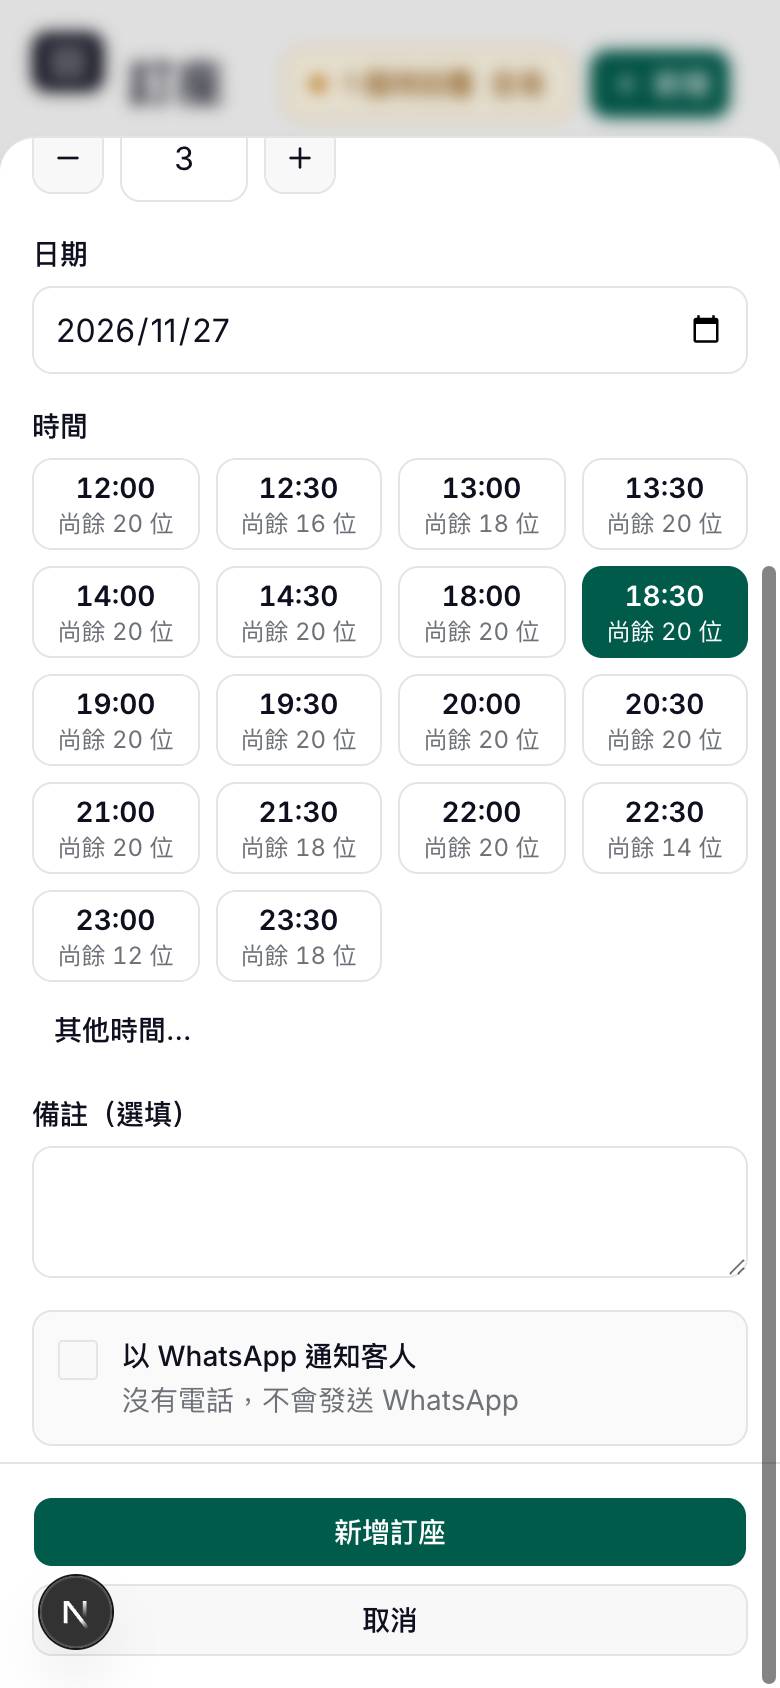 3
日期
2026/11/27
時間
12:00 12:30 13:00 13:30
尚餘 20 位 尚餘 16 位 尚餘 18 位 尚餘 20 位
14:00 14:30 18:00 18:30
尚餘 20 位 尚餘 20 位 尚餘 20 位 尚餘 20 位
19:00 19:30 20:00 20:30
尚餘 20 位 尚餘 20 位 尚餘 20 位 尚餘 20 位
21:00 21:30 22:00 22:30
尚餘 20 位 尚餘 18 位 尚餘 20 位 尚餘 14 位
23:00 23:30
尚餘 12 位 尚餘 18 位
其他時間...
備註（選填）
以 WhatsApp 通知客人
沒有電話，不會發送 WhatsApp
新增訂座
N
取消